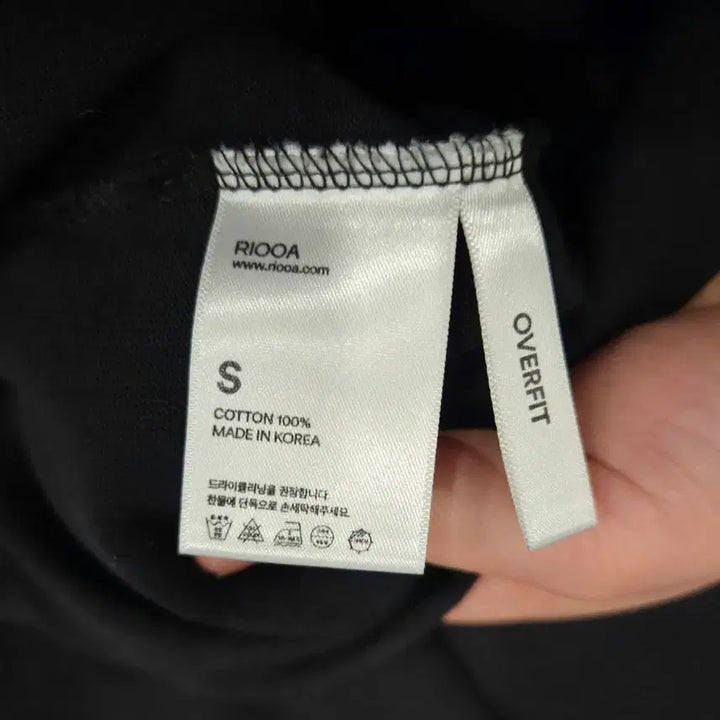 RIOOA
www.riooa.com
S
COTTON 100%
MADE IN KOREA
드라이클리닝을 권장합니다
찬물에 단독으로 손세탁해주세요
OVERFIT